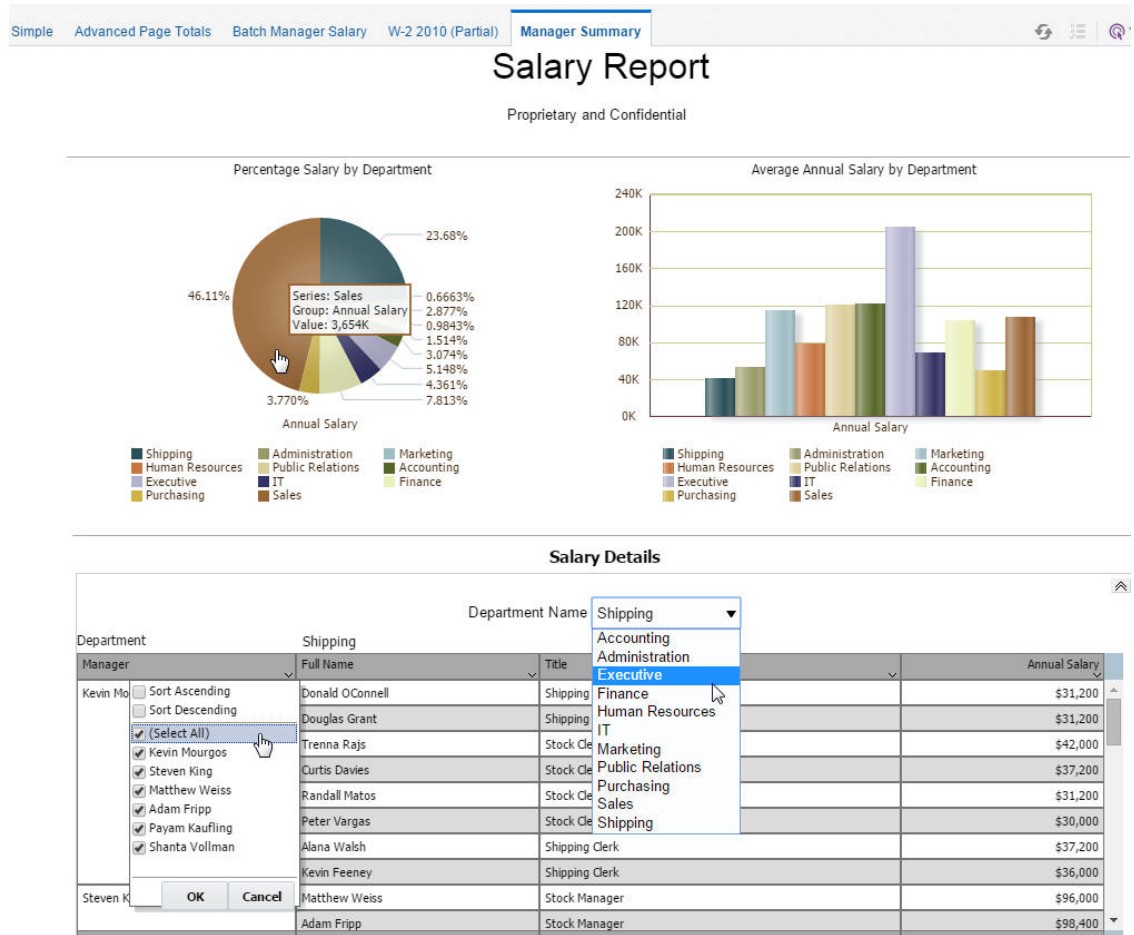 Simple Advanced Page Totals Batch Manager Salary W-2 2010 (Partial) Manager Summary
Salary Report
Proprietary and Confidential
Percentage Salary by Department
23.68%
46.11%
Series: Sales
Group: Annual Salary
Value: 3,654K
0.6663%
2.877%
0.9843%
1.514%
3.074%
5.148%
4.361%
7.813%
3.770%
Annual Salary
Shipping Administration Marketing
Human Resources Public Relations Accounting
Executive IT Finance
Purchasing Sales
Average Annual Salary by Department
240K
200K
160K
120K
80K
40K
0K
Annual Salary
Shipping Administration Marketing
Human Resources Public Relations Accounting
Executive IT Finance
Purchasing Sales
Salary Details
Department Name Shipping
Accounting
Administration
Executive
Finance
Human Resources
IT
Marketing
Public Relations
Purchasing
Sales
Shipping
Department Shipping
Manager Full Name Title Annual Salary
Kevin Donald OConnell Shipping $31,200
Douglas Grant Shipping $31,200
Trenna Rajs Stock $42,000
Curtis Davies Stock $37,200
Randall Matos Stock $31,200
Peter Vargas Stock $30,000
Alana Walsh Shipping Clerk $37,200
Kevin Feeney Shipping Clerk $36,000
Steven Matthew Weiss Stock Manager $96,000
Adam Fripp Stock Manager $98,400
Sort Ascending
Sort Descending
(Select All)
Kevin Mourgos
Steven King
Matthew Weiss
Adam Fripp
Payam Kaufling
Shanta Vollman
OK Cancel